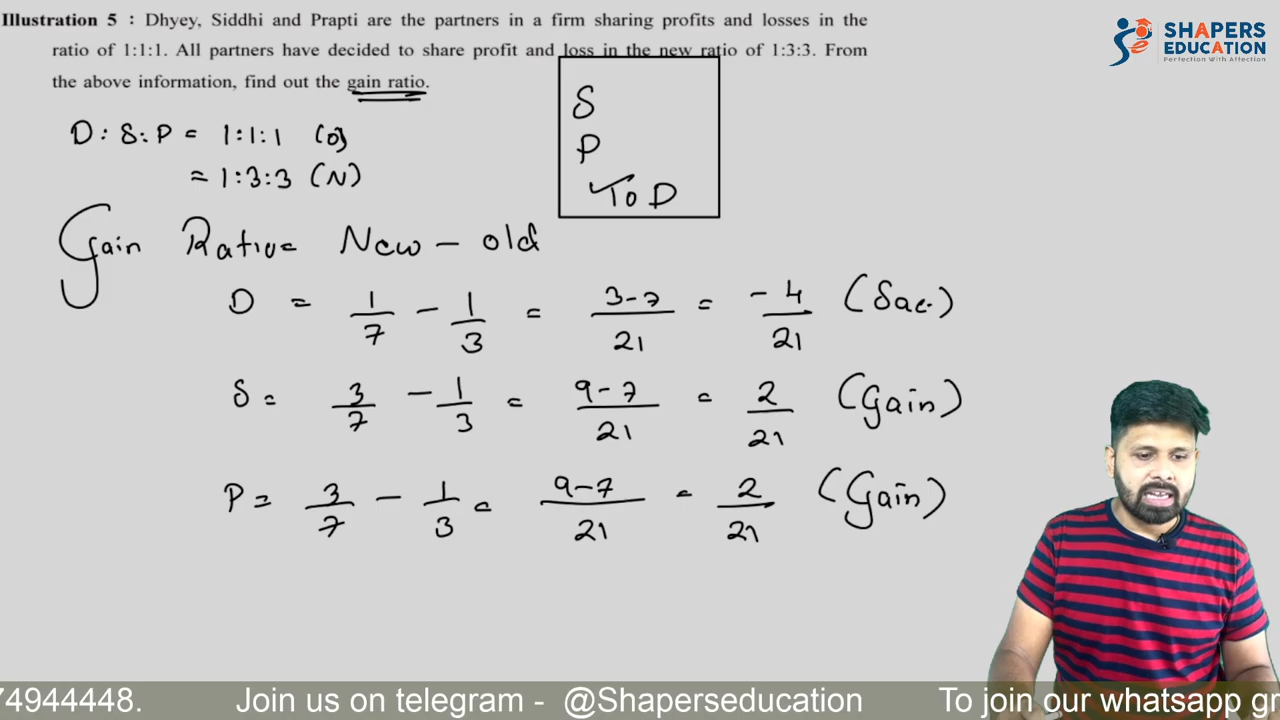 Illustration 5 : Dhyey, Siddhi and Prapti are the partners in a firm sharing profits and losses in the
ratio of 1:1:1. All partners have decided to share profit and loss in the new ratio of 1:3:3. From
the above information, find out the gain ratio.
SHAPERS
EDUCATION
Perfection With Affection
D : S : P = 1:1:1 (O)
= 1:3:3 (N)
S
P
To D
Gain Ratio = New - old
D = 1/7 - 1/3 = 3-7/21 = -4/21 (Sac.)
S = 3/7 - 1/3 = 9-7/21 = 2/21 (Gain)
P = 3/7 - 1/3 = 9-7/21 = 2/21 (Gain)
74944448. Join us on telegram - @Shaperseducation To join our whatsapp gr